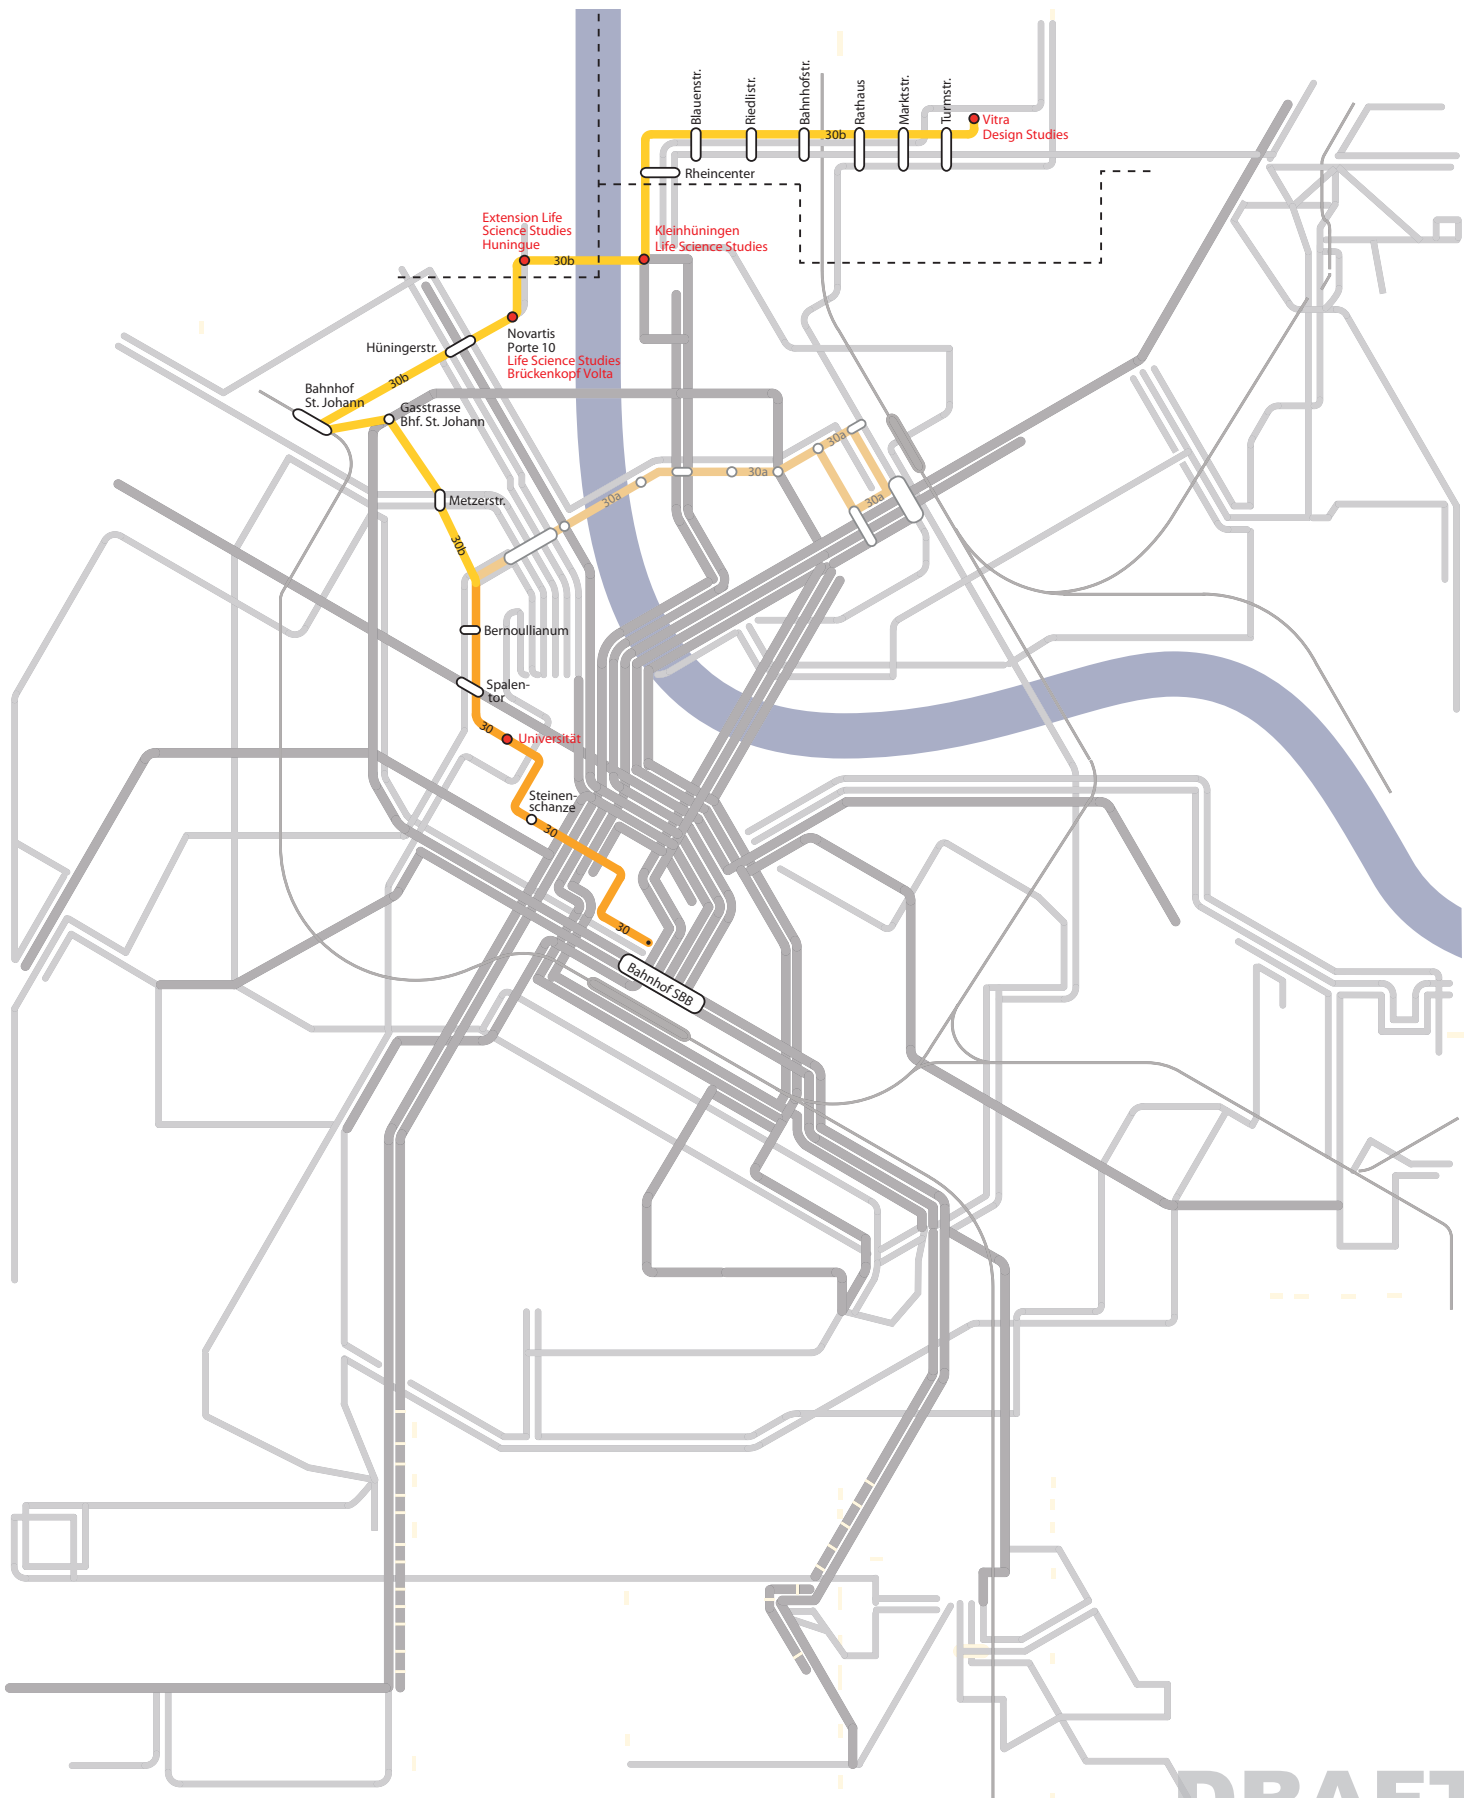 Blauenstr.
Riedlistr.
Bahnhofstr.
Rathaus
Marktstr.
Turmstr.
30b
Vitra
Design Studies
Rheincenter
Extension Life
Science Studies
Huningue
Kleinhüningen
Life Science Studies
30b
Novartis
Porte 10
Life Science Studies
Brückenkopf Volta
Hüningerstr.
30b
Bahnhof
St. Johann
Gasstrasse
Bhf. St. Johann
30a
30a
30a
30a
Metzerstr.
30b
Bernoullianum
Spalen-
tor
30
Universität
Steinen-
schanze
30
30
Bahnhof SBB
DRAFT